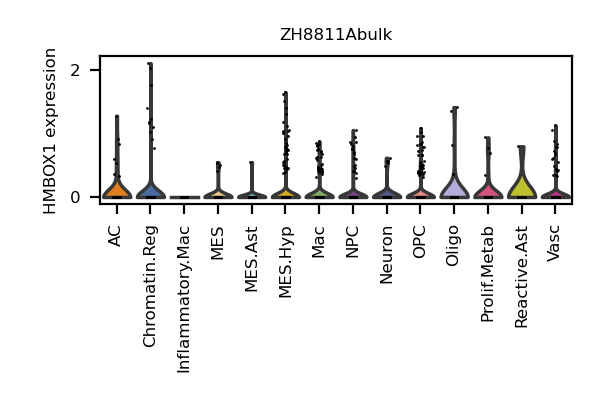 ZH8811Abulk
HMBOX1 expression
2
0
AC
Chromatin.Reg
Inflammatory.Mac
MES
MES.Ast
MES.Hyp
Mac
NPC
Neuron
OPC
Oligo
Prolif.Metab
Reactive.Ast
Vasc